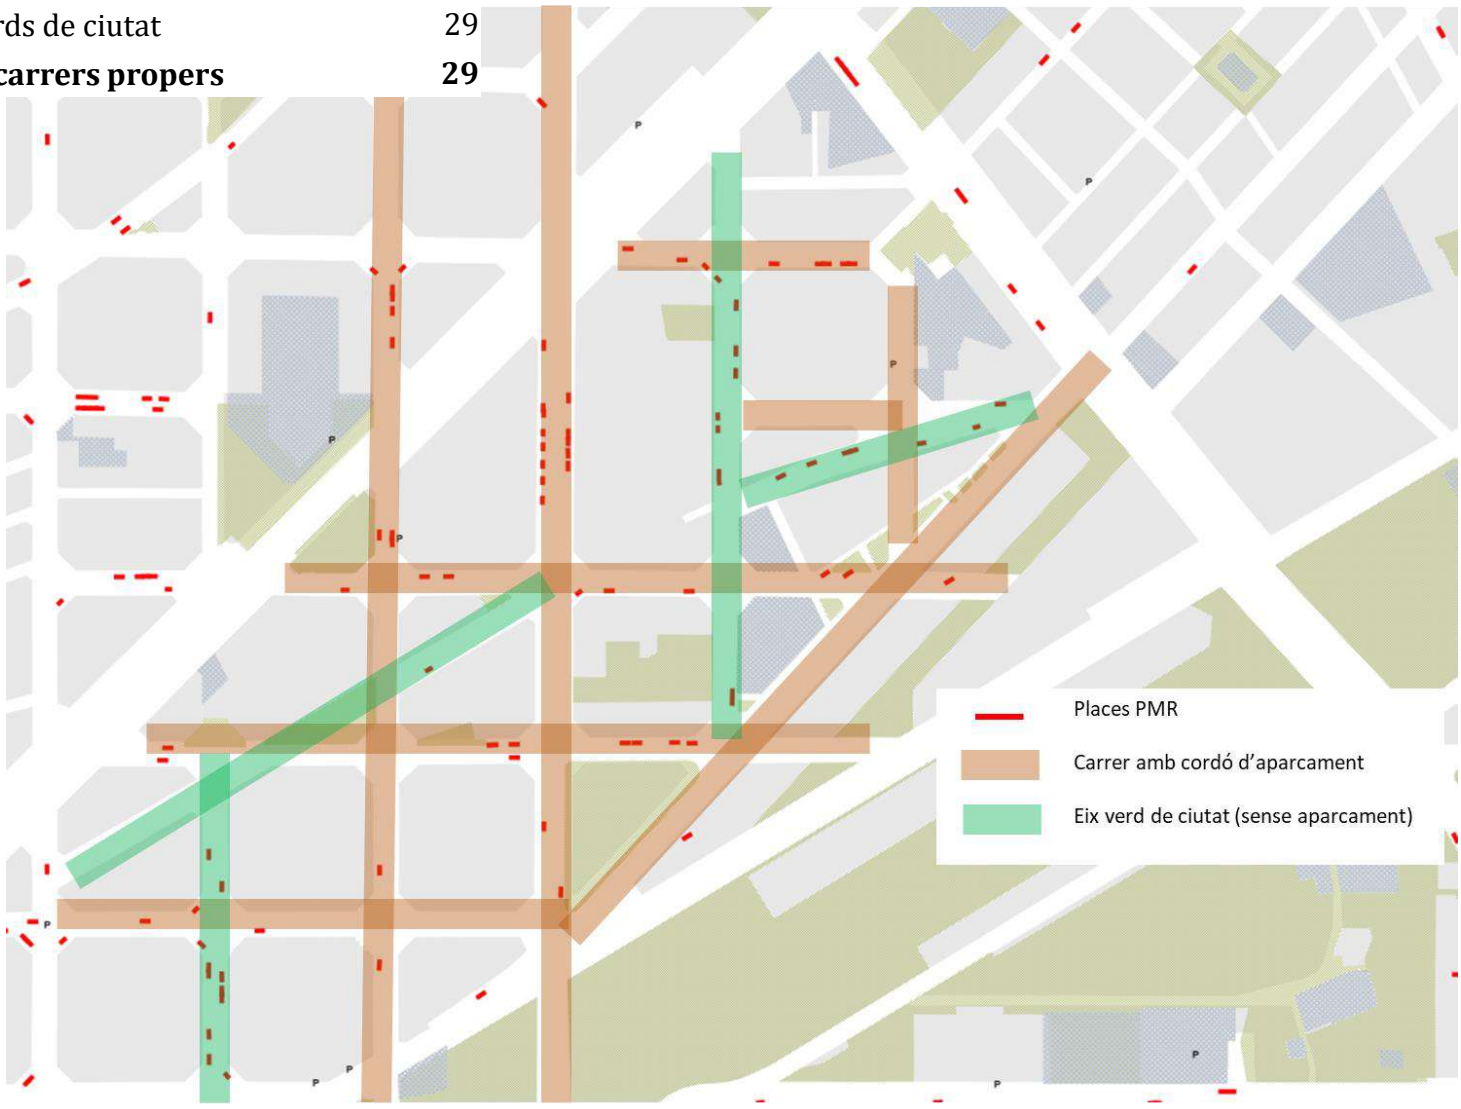 rds de ciutat 29
carrers propers 29
P
P
P
P
P
P
Places PMR
Carrer amb cordó d'aparcament
Eix verd de ciutat (sense aparcament)
P
P
P
P